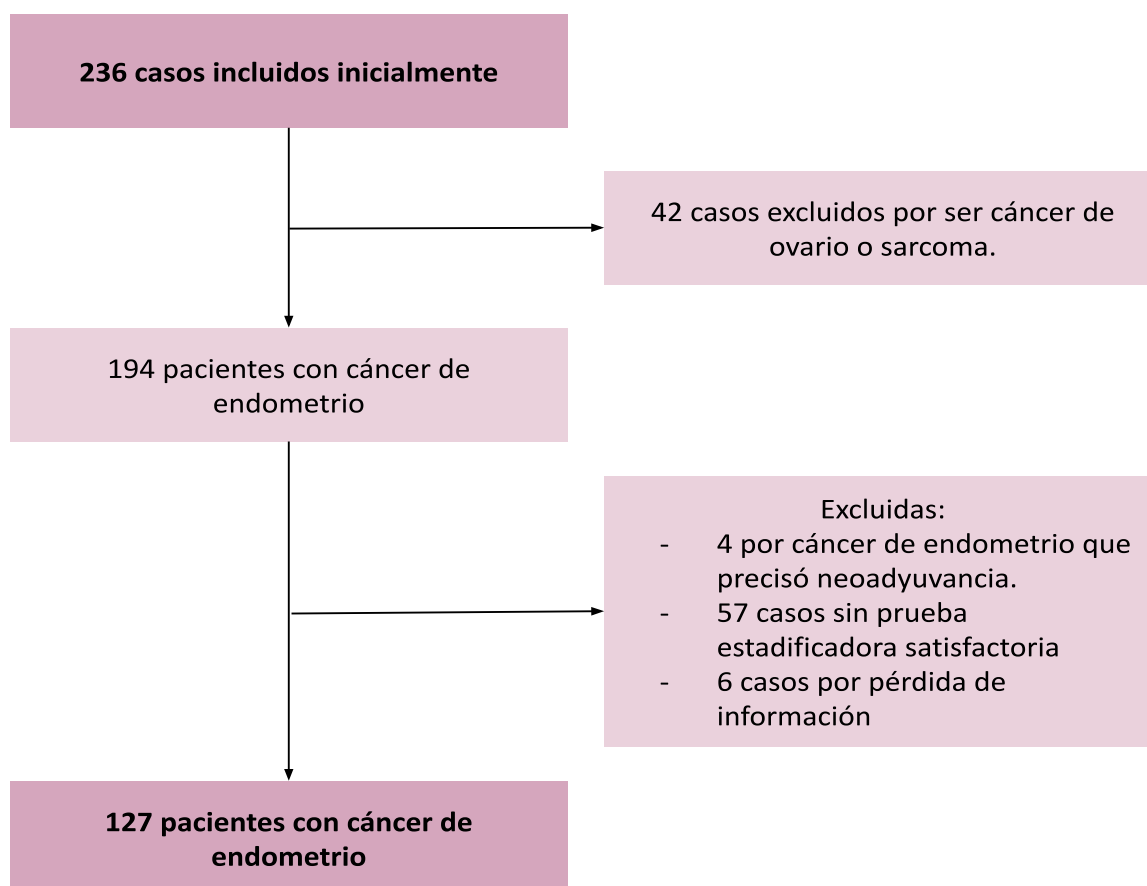 236 casos incluidos inicialmente
42 casos excluidos por ser cáncer de
ovario o sarcoma.
194 pacientes con cáncer de
endometrio
Excluidas:
- 4 por cáncer de endometrio que
precisó neoadyuvancia.
- 57 casos sin prueba
estadificadora satisfactoria
- 6 casos por pérdida de
información
127 pacientes con cáncer de
endometrio